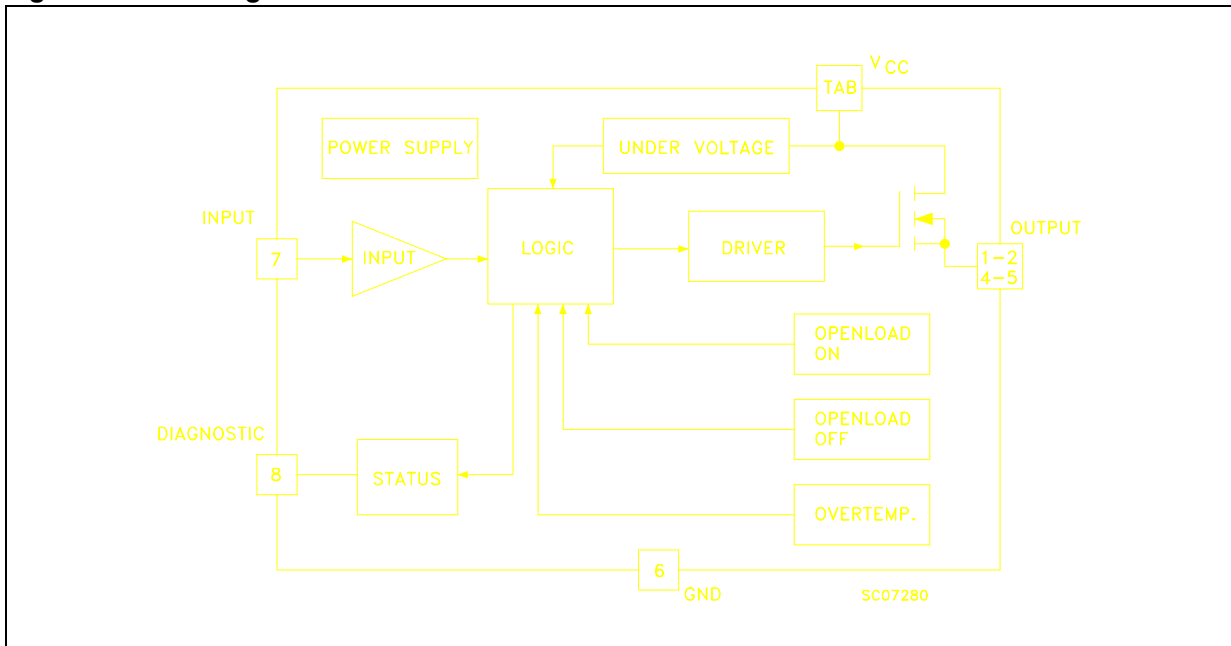 VCC
TAB
POWER SUPPLY
UNDER VOLTAGE
INPUT
7
INPUT
LOGIC
DRIVER
OUTPUT
1-2
4-5
OPENLOAD
ON
OPENLOAD
OFF
DIAGNOSTIC
8
STATUS
OVERTEMP.
6
GND
SC07280